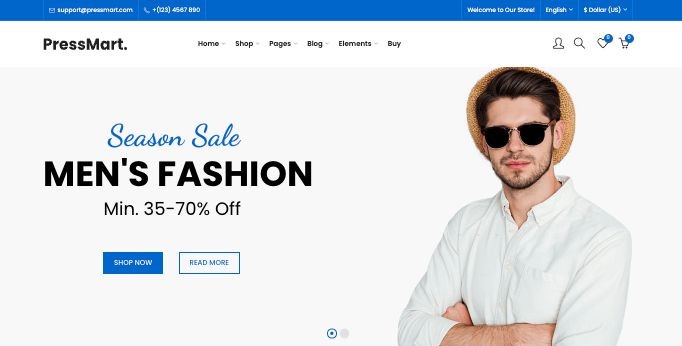 support@pressmart.com +(123) 4567 890 Welcome to Our Store! English $ Dollar (US)
PressMart. Home Shop Pages Blog Elements Buy 0 0
Season Sale
MEN'S FASHION
Min. 35-70% Off
SHOP NOW READ MORE